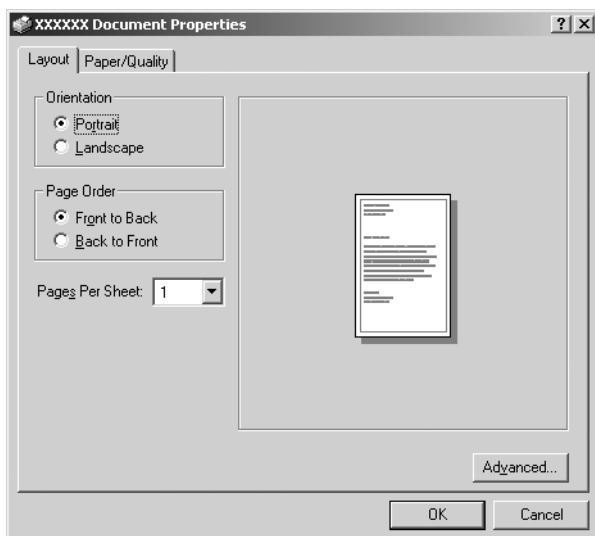 XXXXXX Document Properties
Layout
Paper/Quality
Orientation
Portrait
Landscape
Page Order
Front to Back
Back to Front
Pages Per Sheet: 1
Advanced...
OK
Cancel